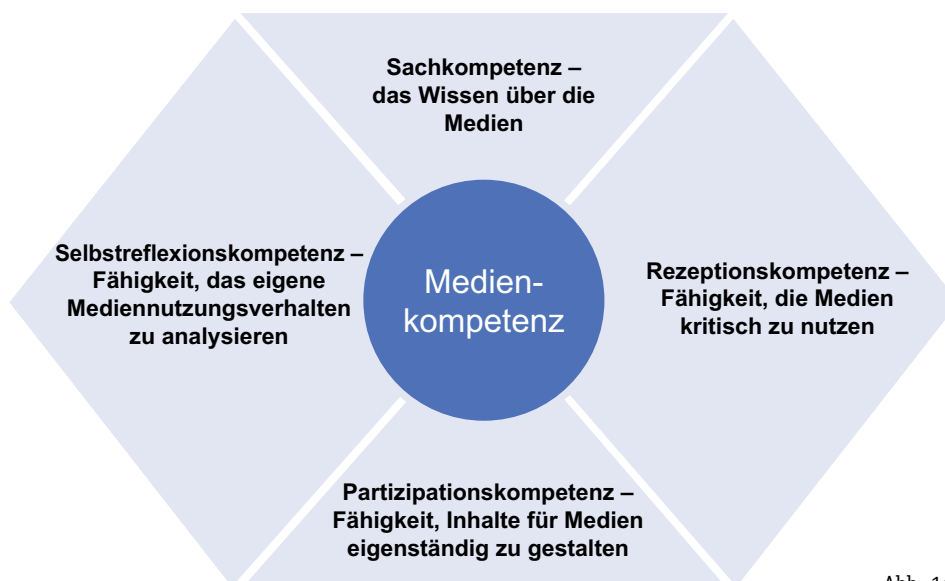 Sachkompetenz –
das Wissen über die
Medien
Selbstreflexionskompetenz –
Fähigkeit, das eigene
Mediennutzungsverhalten
zu analysieren
Medien-
kompetenz
Rezeptionskompetenz –
Fähigkeit, die Medien
kritisch zu nutzen
Partizipationskompetenz –
Fähigkeit, Inhalte für Medien
eigenständig zu gestalten